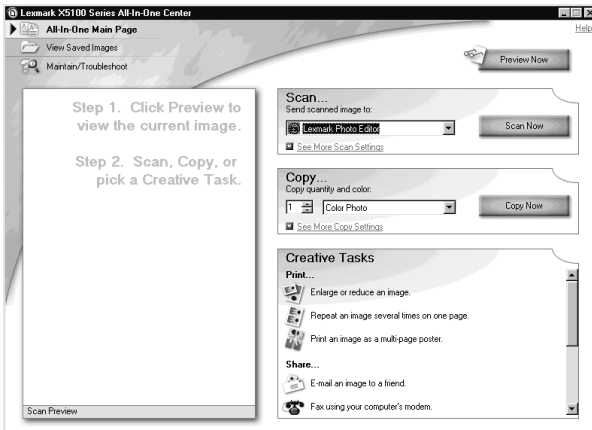 Lexmark X5100 Series All-In-One Center
All-In-One Main Page
Help
View Saved Images
Maintain/Troubleshoot
Preview Now
Step 1. Click Preview to
view the current image.
Step 2. Scan, Copy, or
pick a Creative Task.
Scan Preview
Scan...
Send scanned image to:
Lexmark Photo Editor
Scan Now
See More Scan Settings
Copy...
Copy quantity and color:
1
Color Photo
Copy Now
See More Copy Settings
Creative Tasks
Print...
Enlarge or reduce an image.
Repeat an image several times on one page.
Print an image as a multi-page poster.
Share...
E-mail an image to a friend.
Fax using your computer's modem.